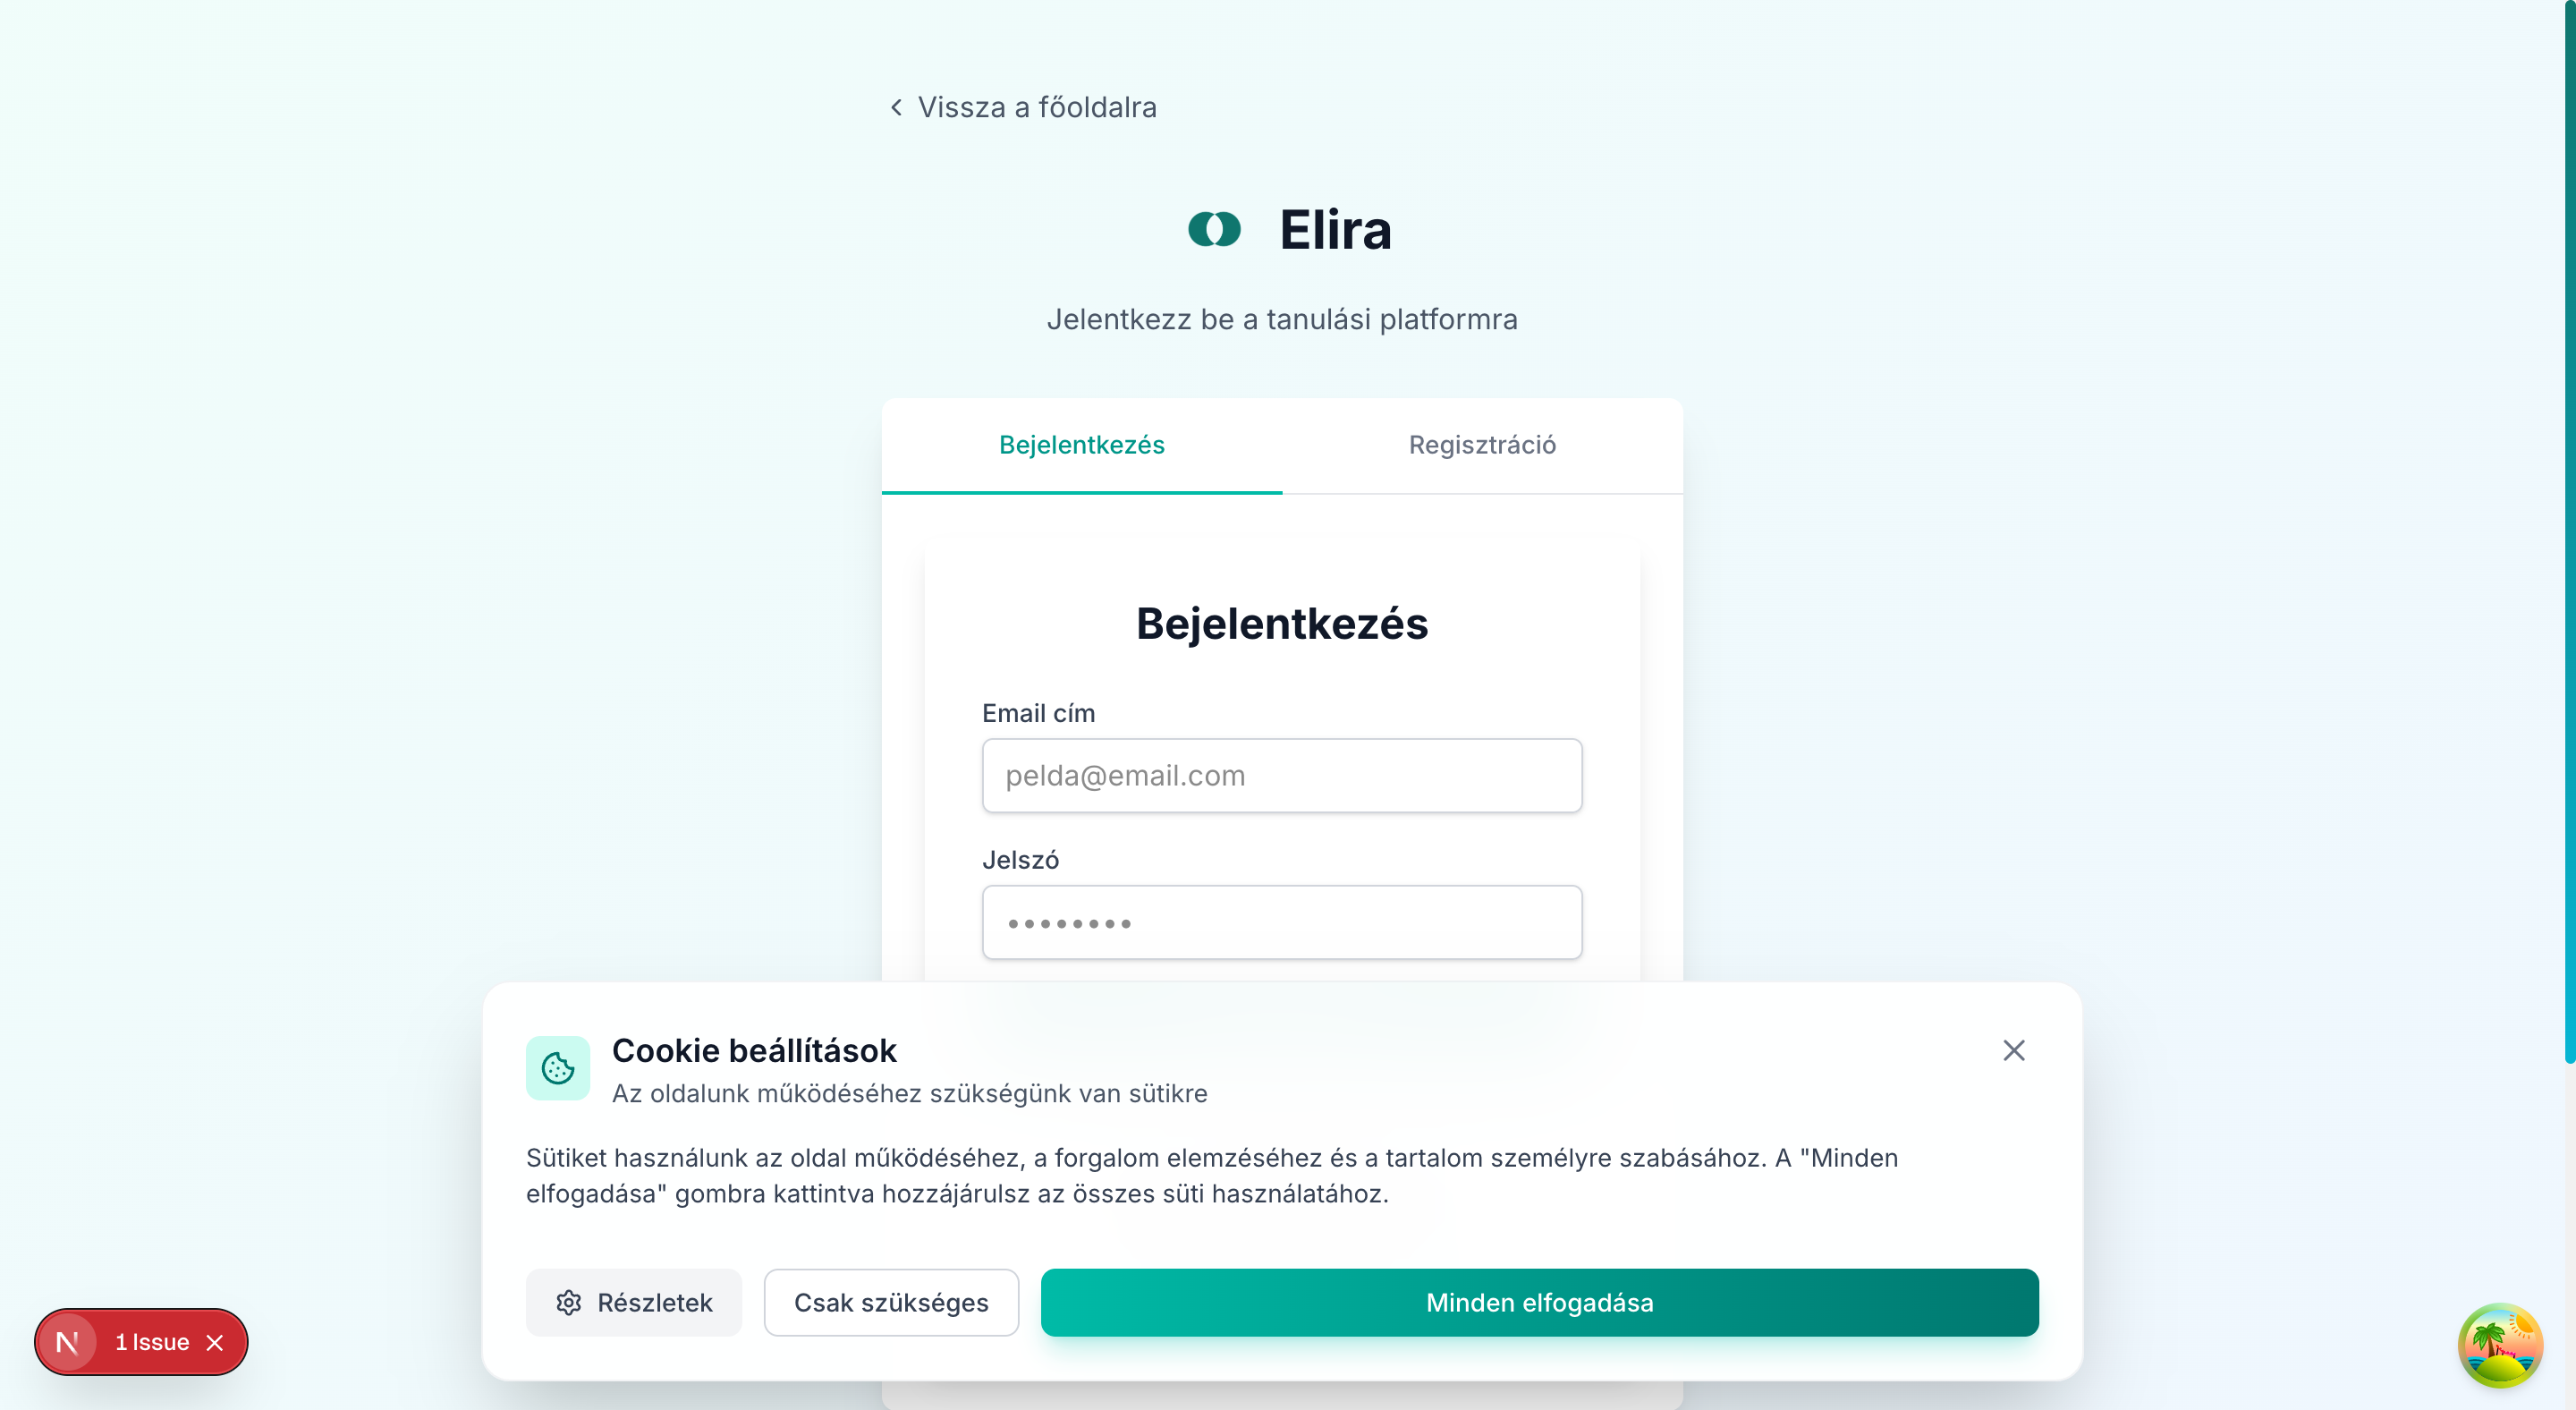 Vissza a főoldalra
Elira
Jelentkezz be a tanulási platformra
Bejelentkezés
Regisztráció
Bejelentkezés
Email cím
pelda@email.com
Jelszó
••••••••
Cookie beállítások
Az oldalunk működéséhez szükségünk van sütikre
Sütiket használunk az oldal működéséhez, a forgalom elemzéséhez és a tartalom személyre szabásához. A "Minden
elfogadása" gombra kattintva hozzájárulsz az összes süti használatához.
Részletek
Csak szükséges
Minden elfogadása
N
1 Issue